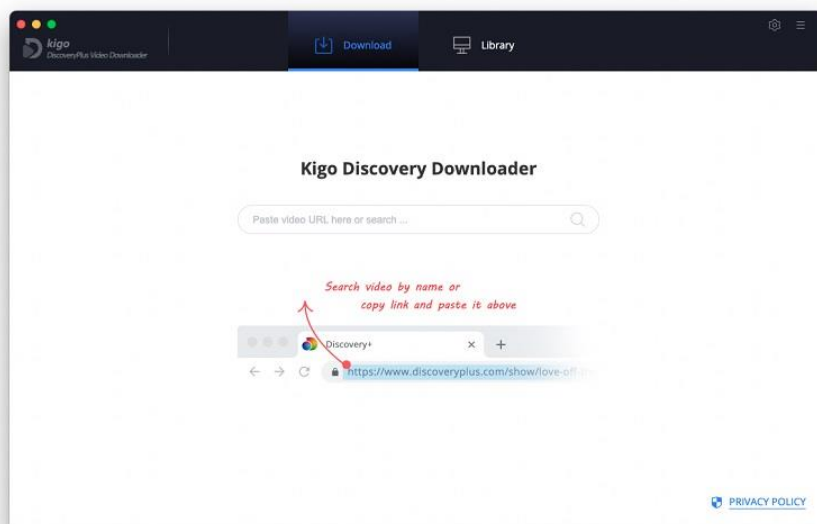 kigo
DiscoveryPlus Video Downloader
Download
Library
Kigo Discovery Downloader
Paste video URL here or search ...
Search video by name or
copy link and paste it above
Discovery+
https://www.discoveryplus.com/show/love-off-
PRIVACY POLICY